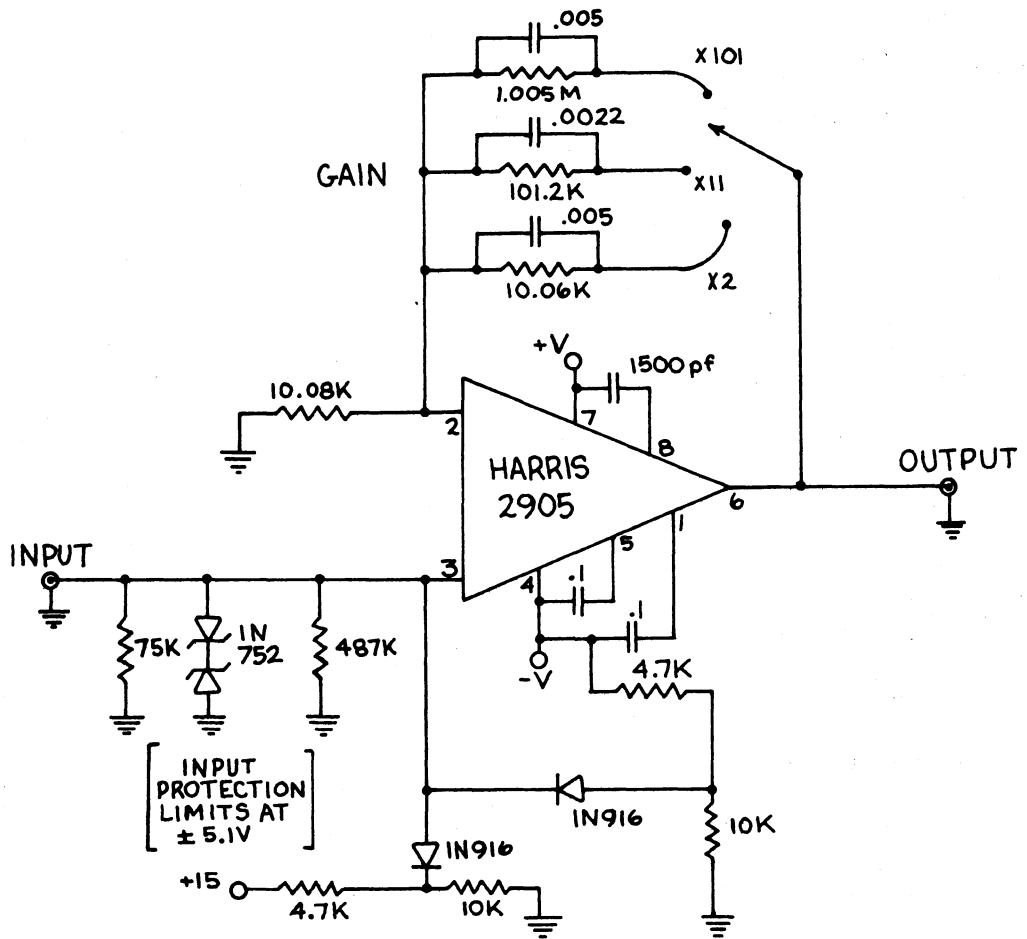 .005
X101
1.005M
.0022
GAIN
101.2K
X11
.005
10.06K
X2
+V
1500pf
10.08K
2
7
8
HARRIS
2905
OUTPUT
6
INPUT
3
4
5
1
.1
.1
75K
1N
752
487K
-V
4.7K
[INPUT
PROTECTION
LIMITS AT
± 5.1V]
1N916
10K
1N916
+15
4.7K
10K